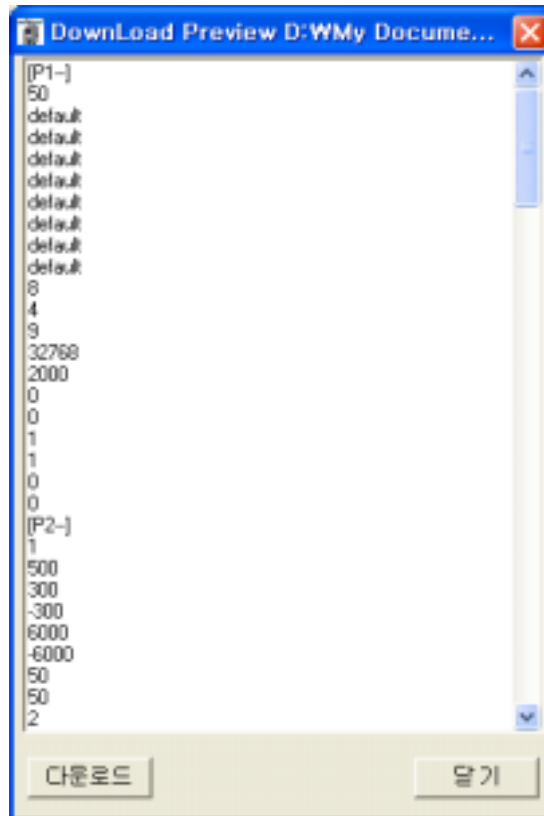 DownLoad Preview D:₩My Docume...
[P1-]
50
default
default
default
default
default
default
default
default
8
4
9
32768
2000
0
0
1
1
0
0
[P2-]
1
500
300
-300
6000
-6000
50
50
2
다운로드
닫기